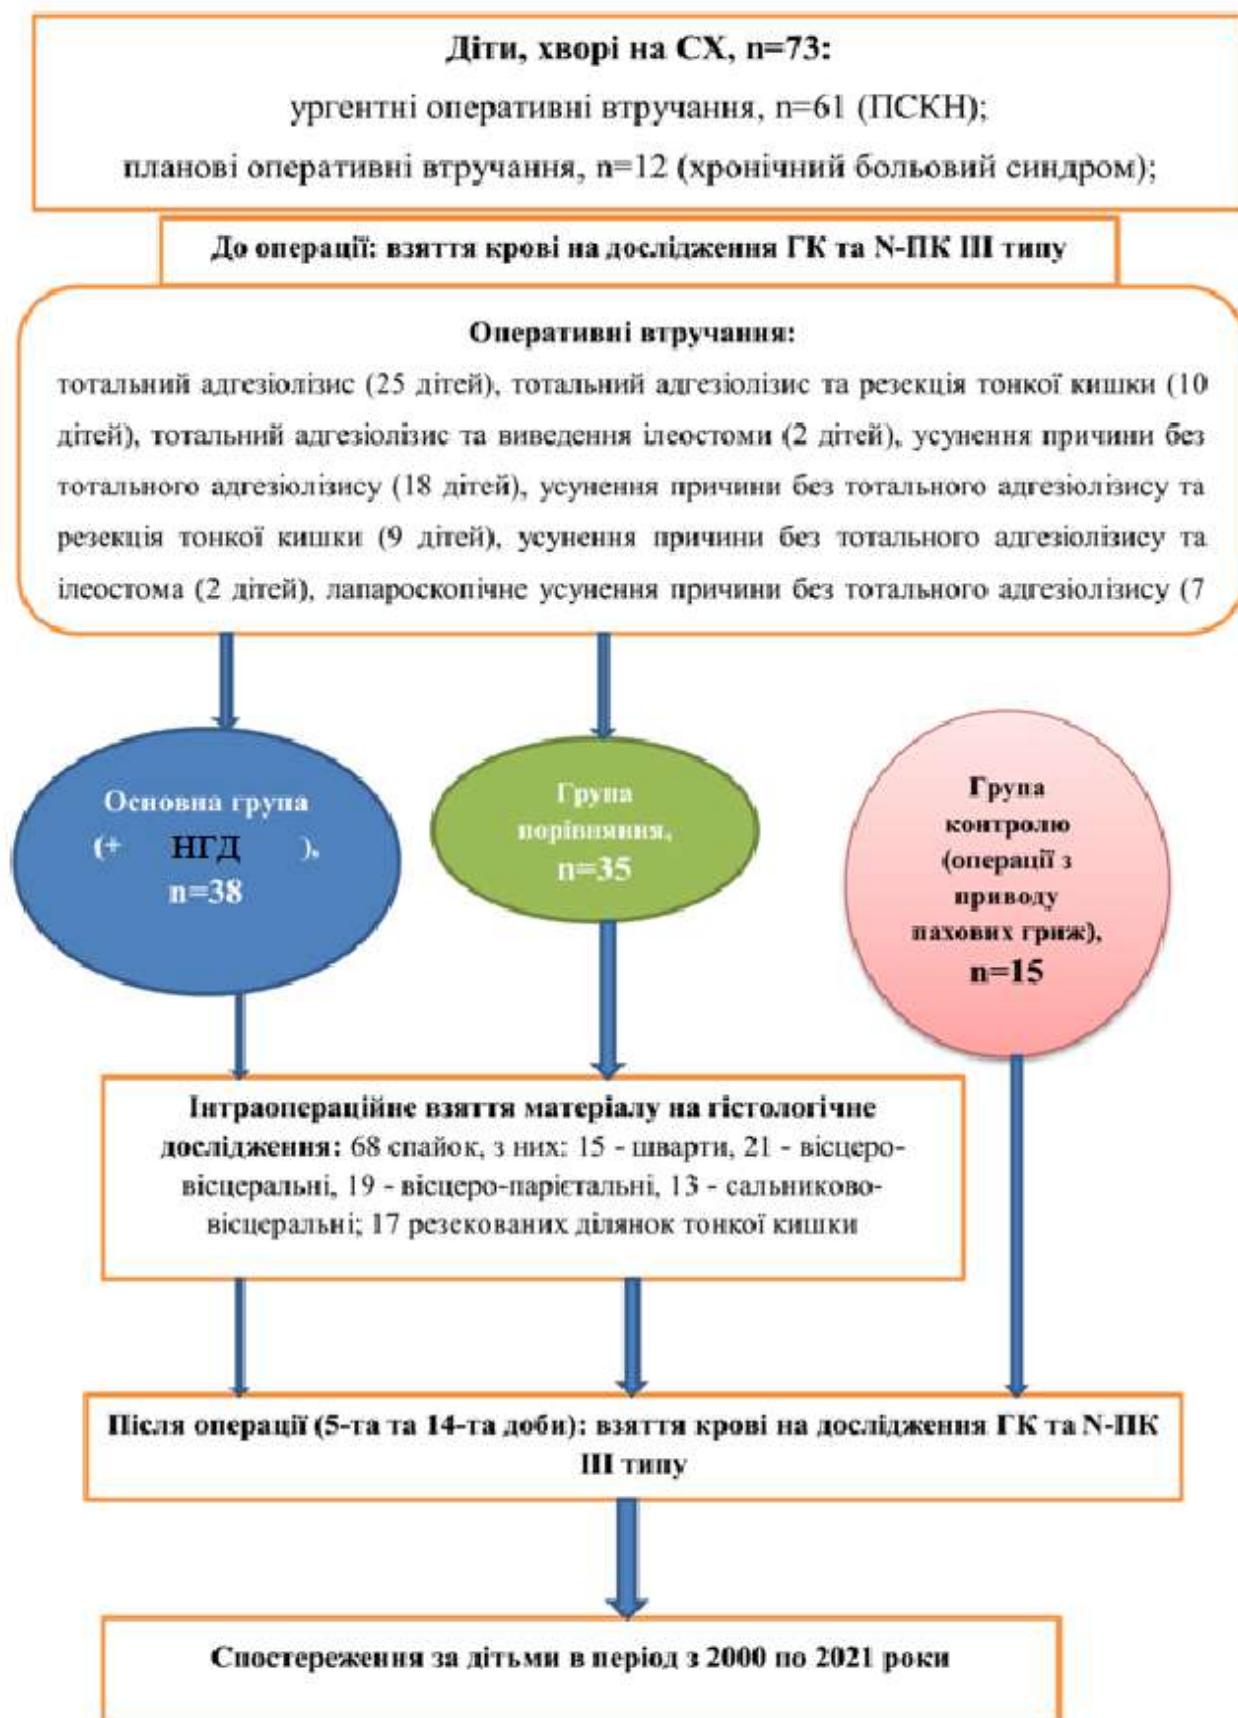 Діти, хворі на СХ, n=73:
ургентні оперативні втручання, n=61 (ПСКН);
планові оперативні втручання, n=12 (хронічний больовий синдром);
До операції: взяття крові на дослідження ГК та N-ПК III типу
Оперативні втручання:
тотальний адгезіолізис (25 дітей), тотальний адгезіолізис та резекція тонкої кишки (10
дітей), тотальний адгезіолізис та виведення ілеостоми (2 дітей), усунення причини без
тотального адгезіолізису (18 дітей), усунення причини без тотального адгезіолізису та
резекція тонкої кишки (9 дітей), усунення причини без тотального адгезіолізису та
ілеостома (2 дітей), лапароскопічне усунення причини без тотального адгезіолізису (7
Основна група
(+ НГД ),
n=38
Група
порівняння,
n=35
Група
контролю
(операції з
приводу
пахових гриж),
n=15
Інтраопераційне взяття матеріалу на гістологічне
дослідження: 68 спайок, з них: 15 - шварти, 21 - вісцеро-
вісцеральні, 19 - вісцеро-парієтальні, 13 - сальниково-
вісцеральні; 17 резекованих ділянок тонкої кишки
Після операції (5-та та 14-та доби): взяття крові на дослідження ГК та N-ПК
III типу
Спостереження за дітьми в період з 2000 по 2021 роки